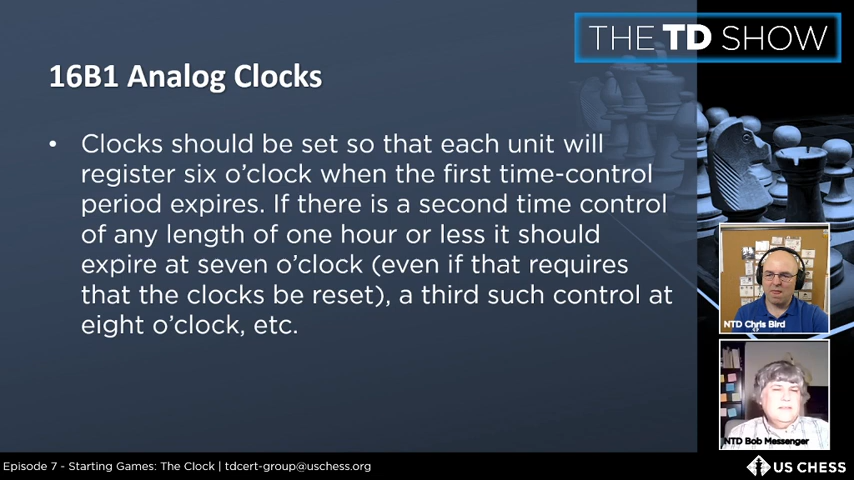 THE TD SHOW
16B1 Analog Clocks
• Clocks should be set so that each unit will
register six o’clock when the first time-control
period expires. If there is a second time control
of any length of one hour or less it should
expire at seven o’clock (even if that requires
that the clocks be reset), a third such control at
eight o’clock, etc.
NTD Chris Bird
NTD Bob Messenger
Episode 7 - Starting Games: The Clock | tdcert-group@uschess.org
US CHESS